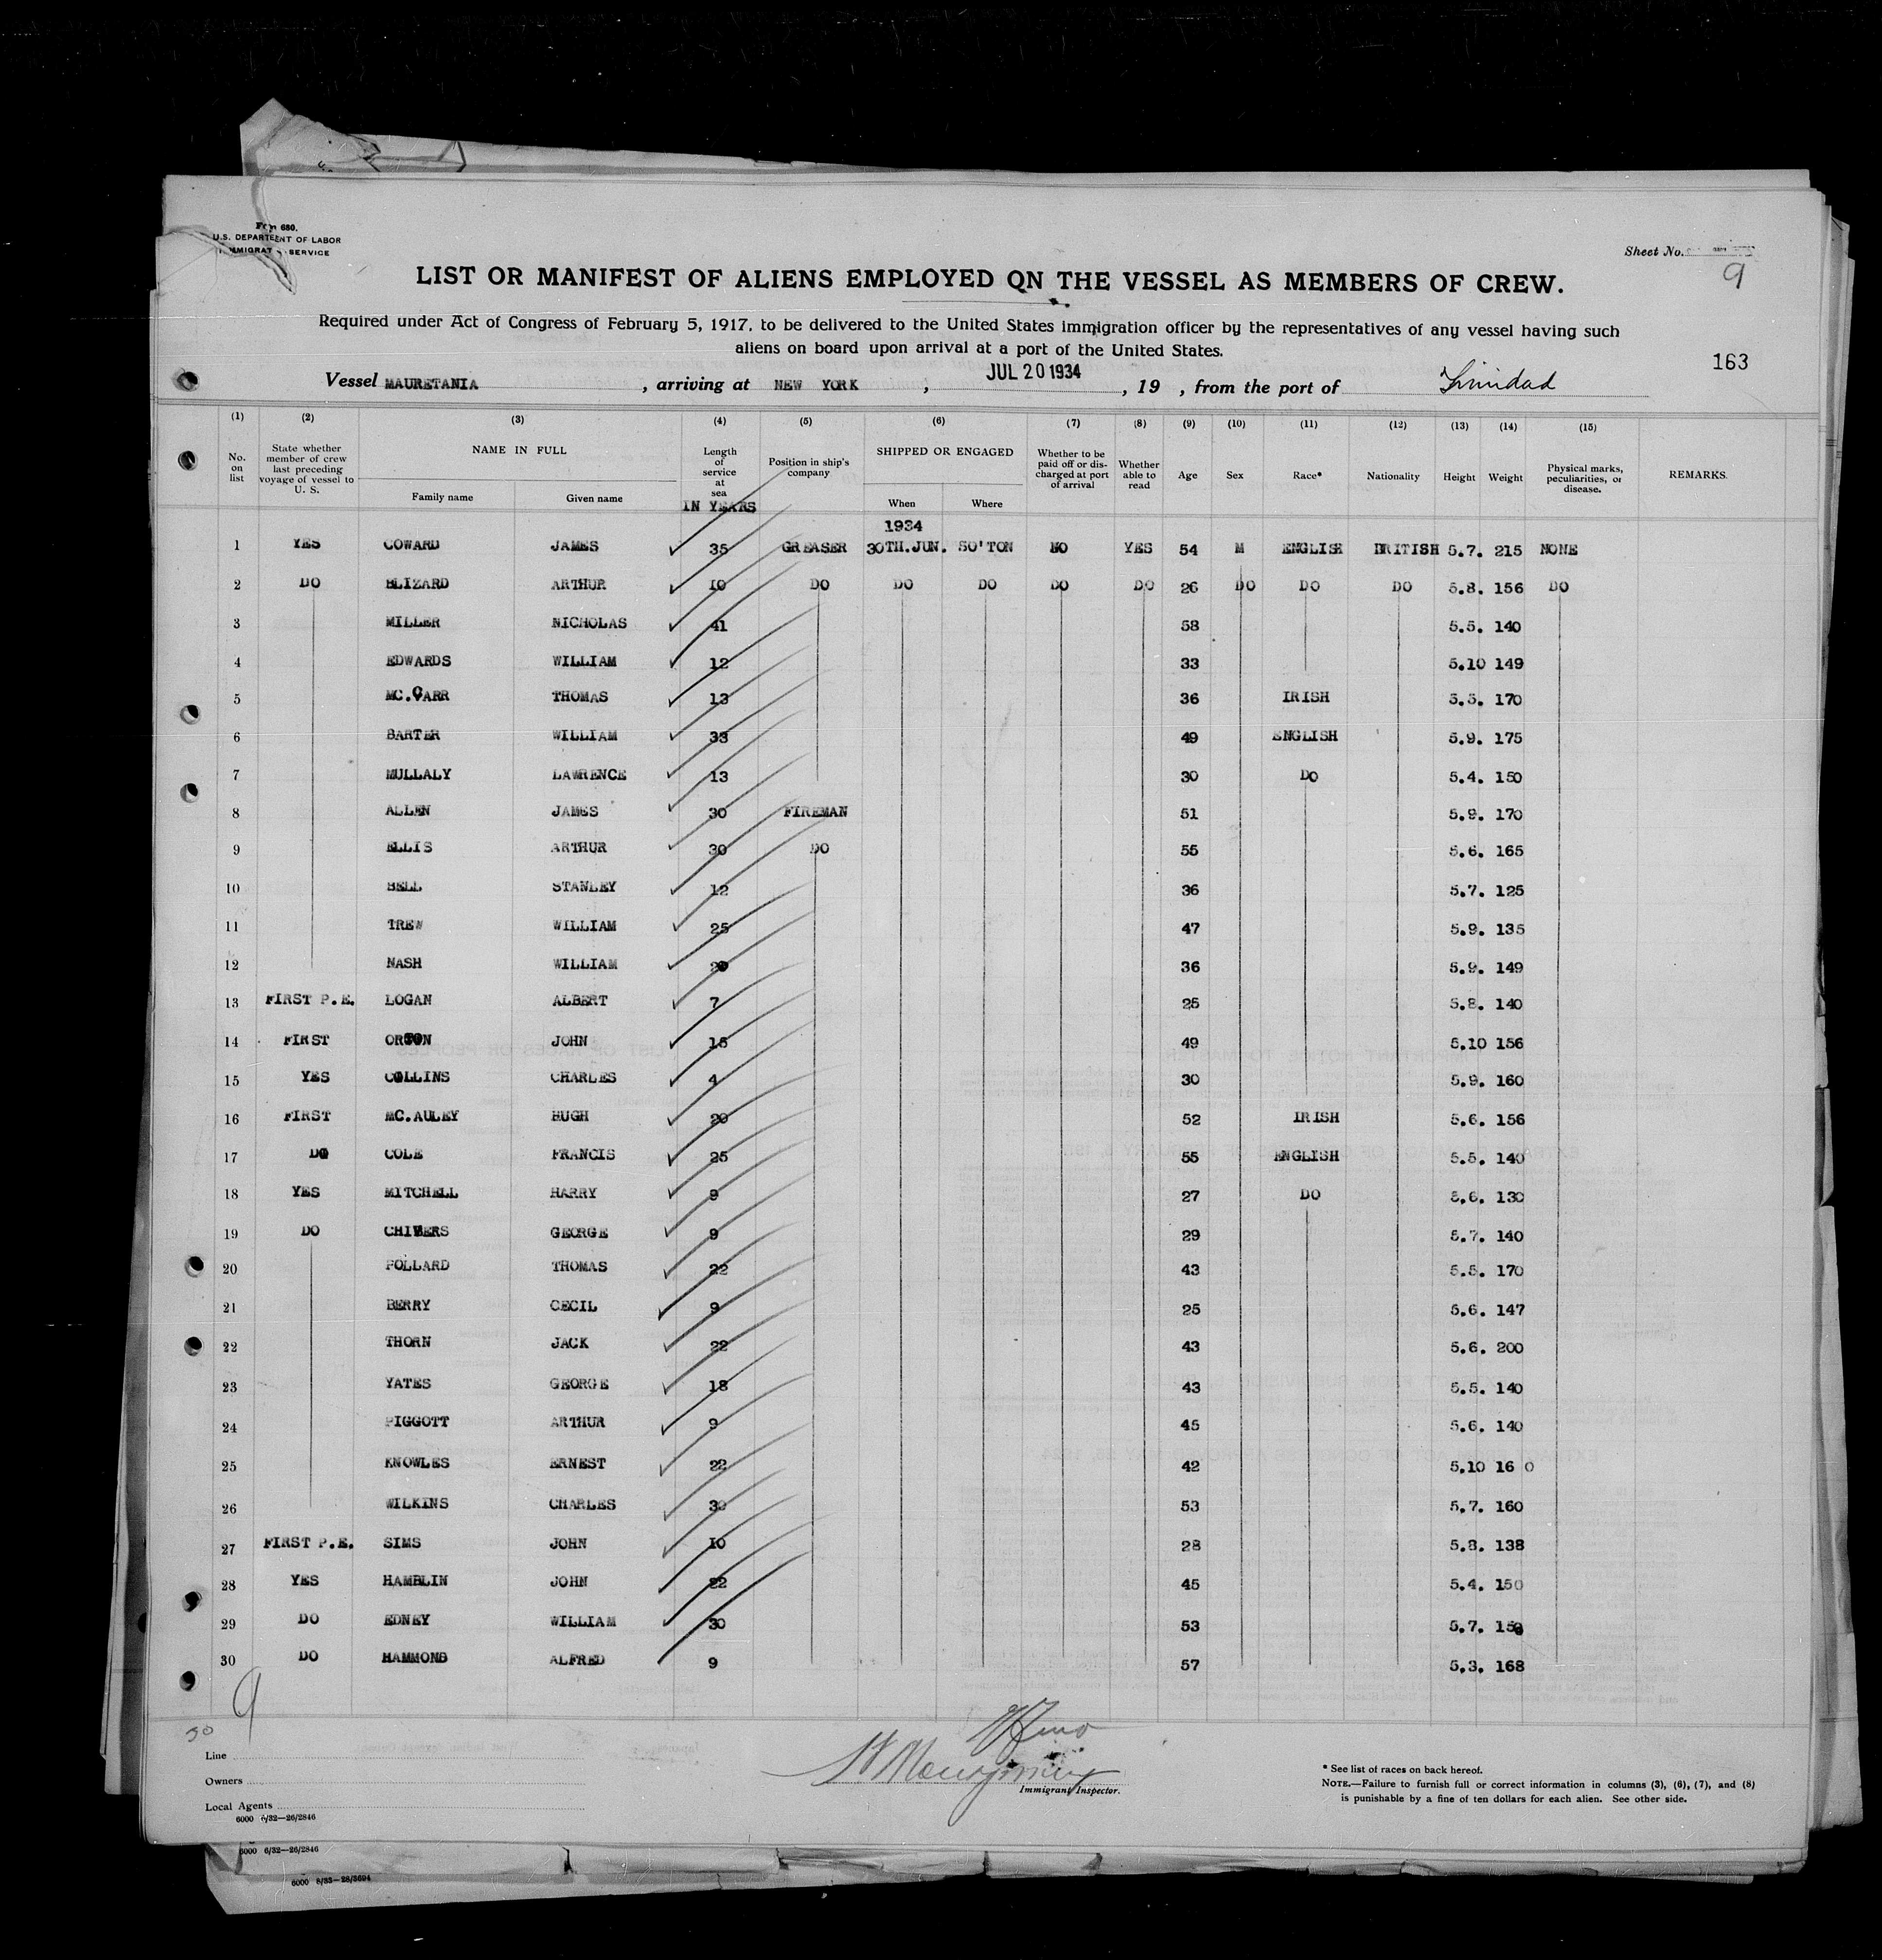 Form 680.
U.S. DEPARTMENT OF LABOR
IMMIGRATION SERVICE
Sheet No.
9
LIST OR MANIFEST OF ALIENS EMPLOYED ON THE VESSEL AS MEMBERS OF CREW.
Required under Act of Congress of February 5, 1917, to be delivered to the United States immigration officer by the representatives of any vessel having such
aliens on board upon arrival at a port of the United States.
163
Vessel MAURETANIA , arriving at NEW YORK , JUL 20 1934 , 19 , from the port of Trinidad
(1) (2) (3) (4) (5) (6) (7) (8) (9) (10) (11) (12) (13) (14) (15)
No. on list State whether member of crew last preceding voyage of vessel to U. S. NAME IN FULL Family name Given name Length of service at sea IN YEARS Position in ship's company SHIPPED OR ENGAGED When Where Whether to be paid off or discharged at port of arrival Whether able to read Age Sex Race* Nationality Height Weight Physical marks, peculiarities, or disease. REMARKS.
1934
1 YES COWARD JAMES 35 GREASER 30TH.JUN. SO'TON NO YES 54 M ENGLISH BRITISH 5.7. 215 NONE
2 DO BLIZARD ARTHUR 10 DO DO DO DO DO 26 DO DO DO 5.8. 156 DO
3 MILLER NICHOLAS 41 58 5.5. 140
4 EDWARDS WILLIAM 12 33 5.10 149
5 MC.CARR THOMAS 13 36 IRISH 5.5. 170
6 BARTER WILLIAM 33 49 ENGLISH 5.9. 175
7 MULLALY LAWRENCE 13 30 DO 5.4. 150
8 ALLEN JAMES 30 FIREMAN 51 5.9. 170
9 ELLIS ARTHUR 30 DO 55 5.6. 165
10 BELL STANLEY 12 36 5.7. 125
11 TREW WILLIAM 25 47 5.9. 135
12 NASH WILLIAM 20 36 5.9. 149
13 FIRST P.E. LOGAN ALBERT 7 25 5.8. 140
14 FIRST ORTON JOHN 15 49 5.10 156
15 YES COLLINS CHARLES 4 30 5.9. 160
16 FIRST MC.AULEY HUGH 20 52 IRISH 5.6. 156
17 DO COLE FRANCIS 25 55 ENGLISH 5.5. 140
18 YES MITCHELL HARRY 9 27 DO 5.6. 130
19 DO CHIVERS GEORGE 9 29 5.7. 140
20 POLLARD THOMAS 22 43 5.5. 170
21 BERRY CECIL 9 25 5.6. 147
22 THORN JACK 22 43 5.6. 200
23 YATES GEORGE 18 43 5.5. 140
24 PIGGOTT ARTHUR 9 45 5.6. 140
25 KNOWLES ERNEST 22 42 5.10 16 0
26 WILKINS CHARLES 30 53 5.7. 160
27 FIRST P.E. SIMS JOHN 10 28 5.8. 138
28 YES HAMBLIN JOHN 22 45 5.4. 150
29 DO EDNEY WILLIAM 30 53 5.7. 150
30 DO HAMMOND ALFRED 9 57 5.3. 168
9
30
Line
Owners
Local Agents
6000 6/32—26/2846
Immigrant Inspector.
* See list of races on back hereof.
NOTE.—Failure to furnish full or correct information in columns (3), (6), (7), and (8)
is punishable by a fine of ten dollars for each alien. See other side.
6000 6/32—26/2846
6000 8/33—28/3694